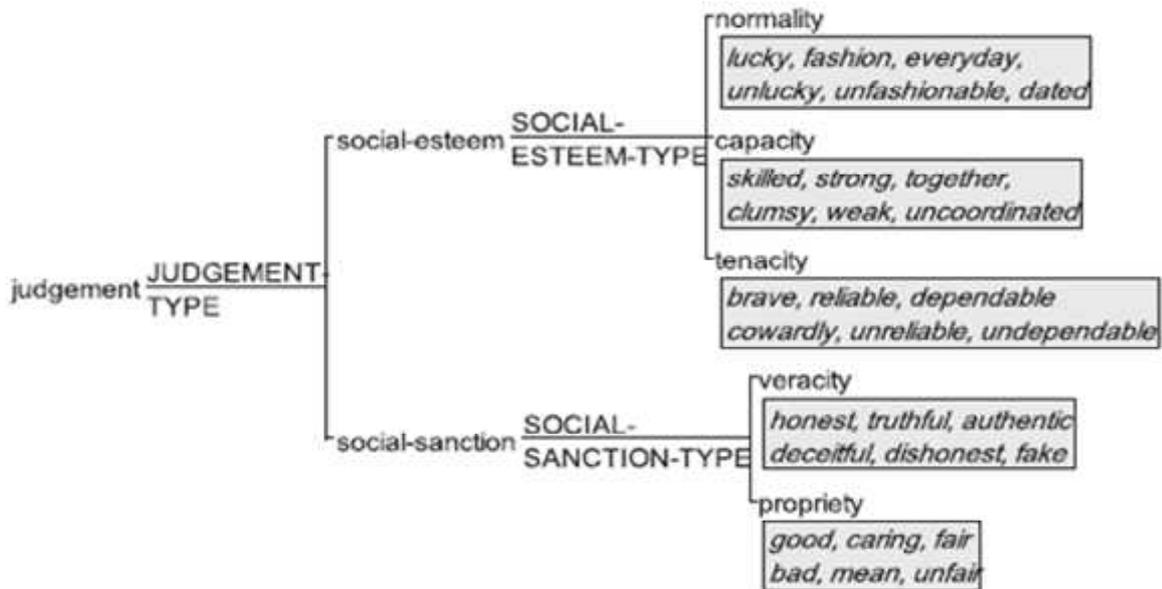 normality
lucky, fashion, everyday,
unlucky, unfashionable, dated
social-esteem SOCIAL-
ESTEEM-TYPE
capacity
skilled, strong, together,
clumsy, weak, uncoordinated
tenacity
brave, reliable, dependable
cowardly, unreliable, undependable
judgement JUDGEMENT-
TYPE
veracity
honest, truthful, authentic
deceitful, dishonest, fake
social-sanction SOCIAL-
SANCTION-TYPE
propriety
good, caring, fair
bad, mean, unfair